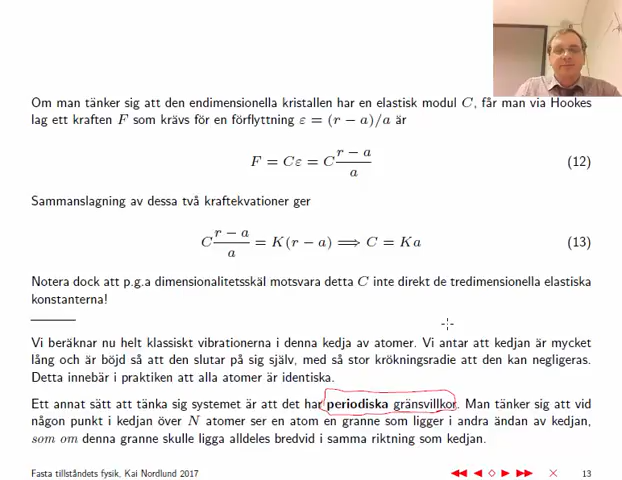 Om man tänker sig att den endimensionella kristallen har en elastisk modul C, får man via Hookes
lag ett kraften F som krävs för en förflyttning ε = (r − a)/a är
F = Cε = C (r − a)/a (12)
Sammanslagning av dessa två kraftekvationer ger
C (r − a)/a = K(r − a) ⟹ C = Ka (13)
Notera dock att p.g.a dimensionalitetsskäl motsvara detta C inte direkt de tredimensionella elastiska
konstanterna!
Vi beräknar nu helt klassiskt vibrationerna i denna kedja av atomer. Vi antar att kedjan är mycket
lång och är böjd så att den slutar på sig själv, med så stor krökningsradie att den kan negligeras.
Detta innebär i praktiken att alla atomer är identiska.
Ett annat sätt att tänka sig systemet är att det har periodiska gränsvillkor. Man tänker sig att vid
någon punkt i kedjan över N atomer ser en atom en granne som ligger i andra ändan av kedjan,
som om denna granne skulle ligga alldeles bredvid i samma riktning som kedjan.
Fasta tillståndets fysik, Kai Nordlund 2017 13